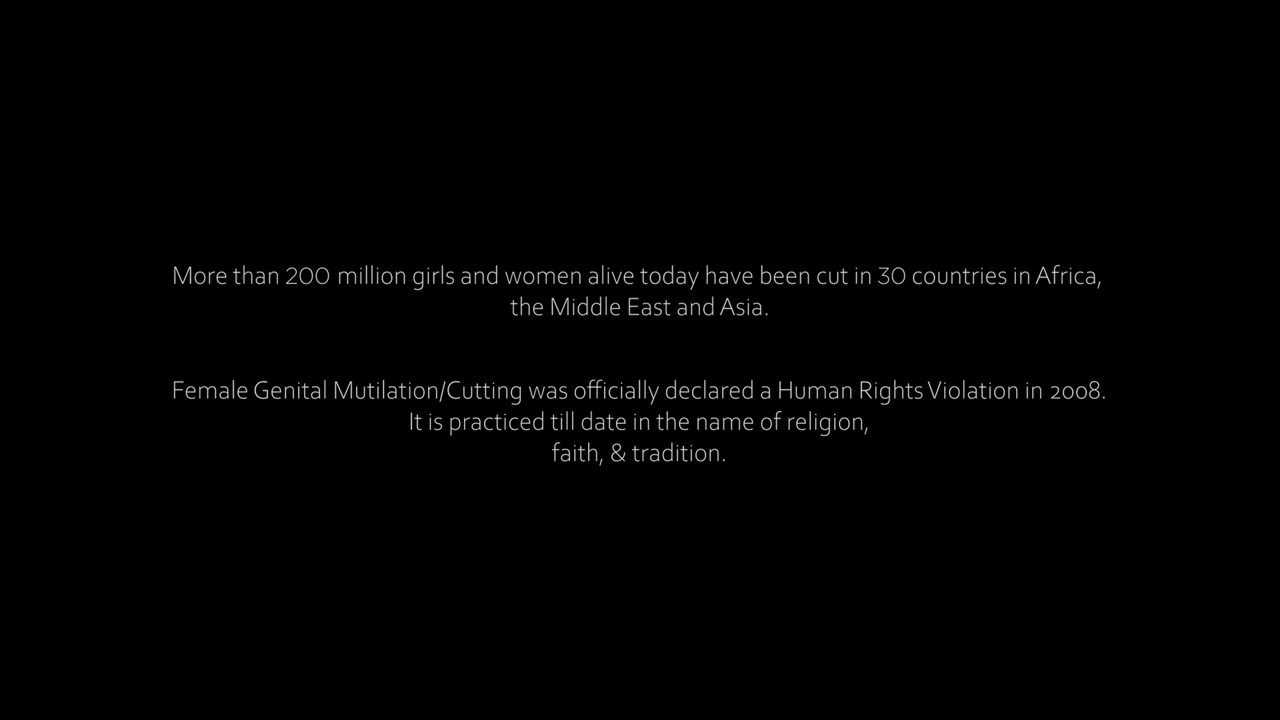 More than 200 million girls and women alive today have been cut in 30 countries in Africa,
the Middle East and Asia.
Female Genital Mutilation/Cutting was officially declared a Human Rights Violation in 2008.
It is practiced till date in the name of religion,
faith, & tradition.